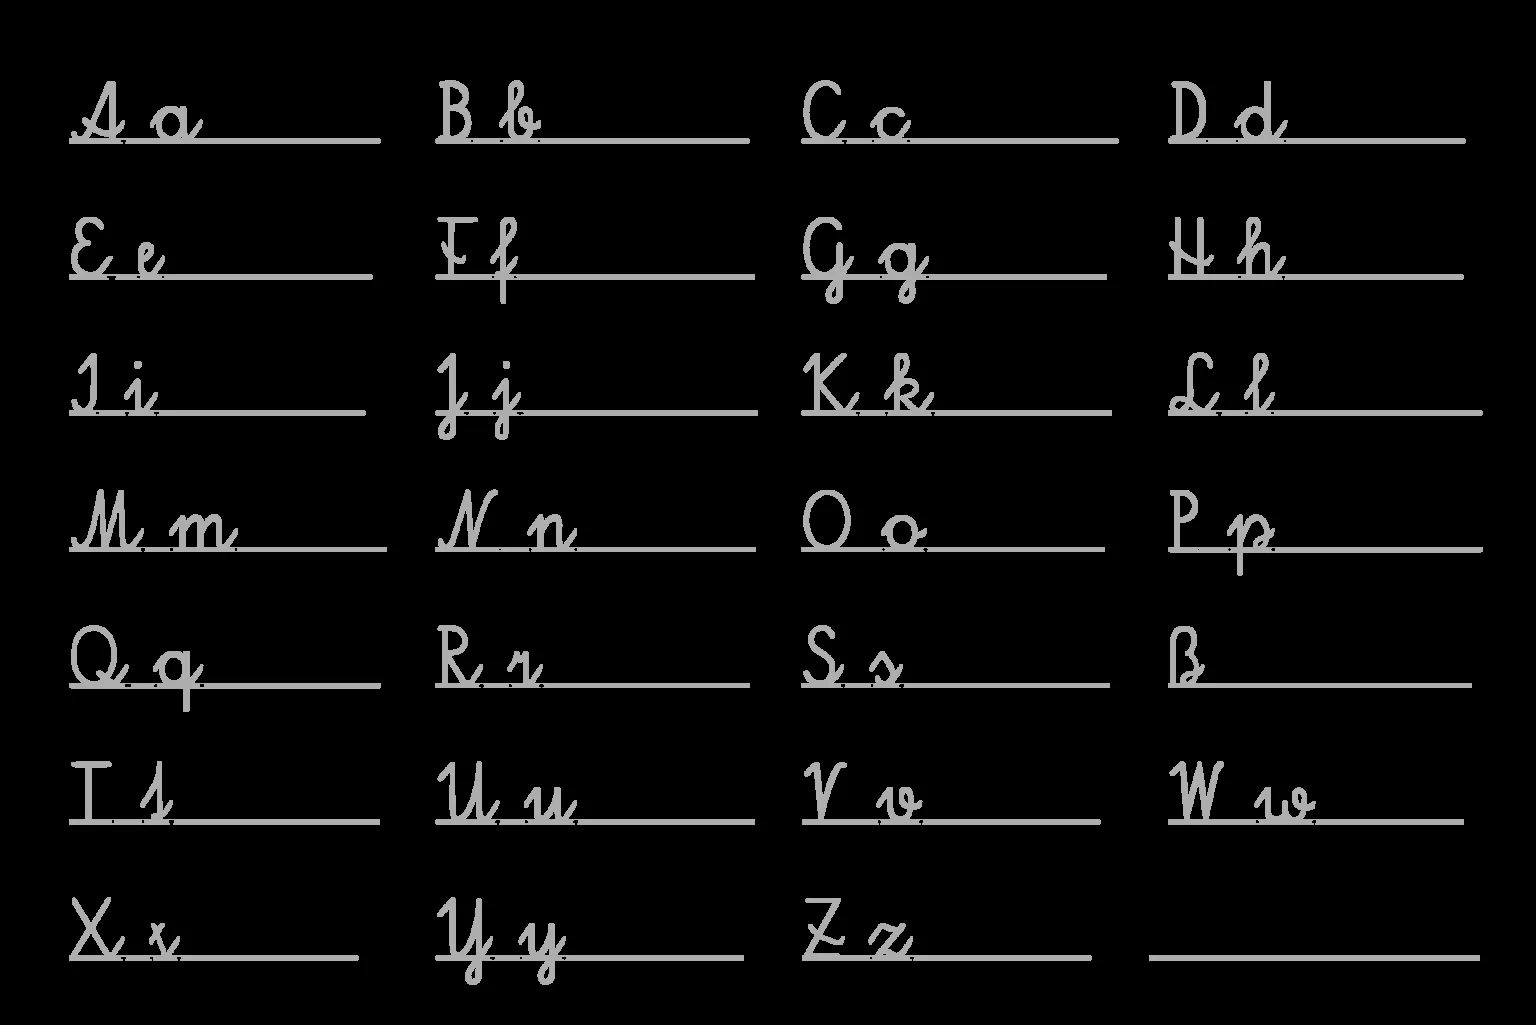 A a B b C c D d
E e F f G g H h
I i J j K k L l
M m N n O o P p
Q q R r S s ß
T t U u V v W w
X x Y y Z z